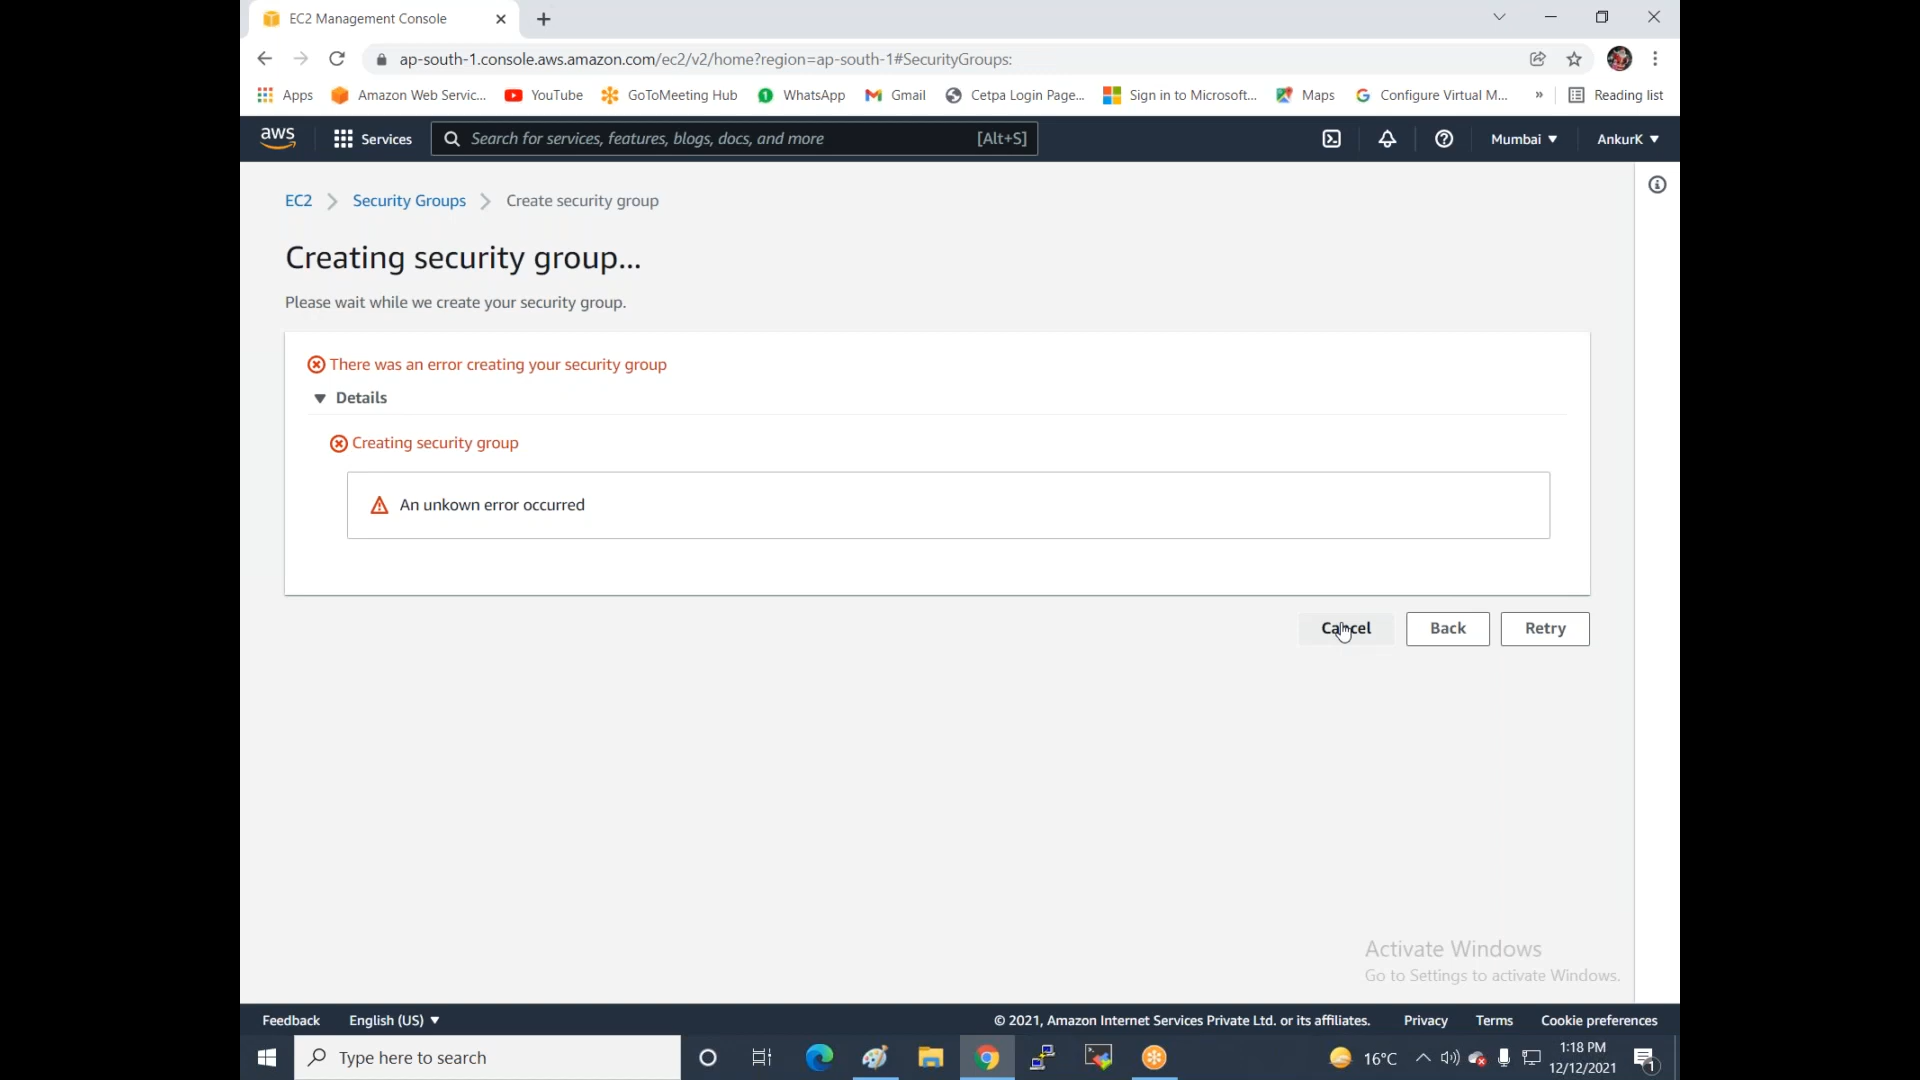 EC2 Management Console
ap-south-1.console.aws.amazon.com/ec2/v2/home?region=ap-south-1#SecurityGroups:
Apps Amazon Web Servic... YouTube GoToMeeting Hub 1 WhatsApp Gmail Cetpa Login Page... Sign in to Microsoft... Maps Configure Virtual M... » Reading list
aws Services Search for services, features, blogs, docs, and more [Alt+S] Mumbai AnkurK
EC2 Security Groups Create security group
Creating security group...
Please wait while we create your security group.
There was an error creating your security group
Details
Creating security group
An unkown error occurred
Cancel Back Retry
Activate Windows
Go to Settings to activate Windows.
Feedback English (US) © 2021, Amazon Internet Services Private Ltd. or its affiliates. Privacy Terms Cookie preferences
Type here to search 16°C 1:18 PM
12/12/2021 1